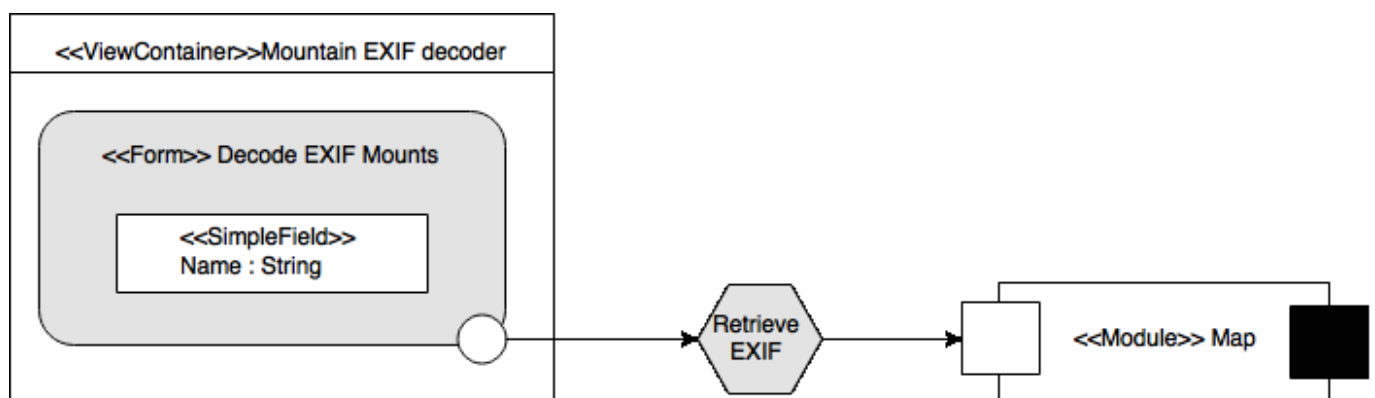 <<ViewContainer>>Mountain EXIF decoder
<<Form>> Decode EXIF Mounts
<<SimpleField>>
Name : String
Retrieve
EXIF
<<Module>> Map